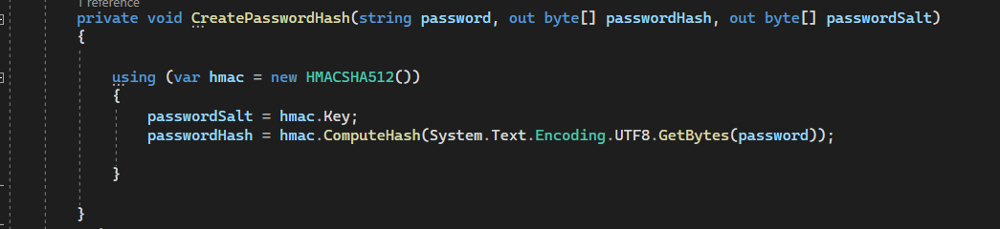 1 reference
private void CreatePasswordHash(string password, out byte[] passwordHash, out byte[] passwordSalt)
{
using (var hmac = new HMACSHA512())
{
passwordSalt = hmac.Key;
passwordHash = hmac.ComputeHash(System.Text.Encoding.UTF8.GetBytes(password));
}
}